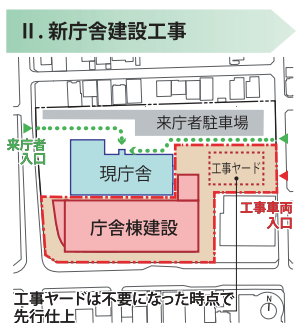 Ⅱ. 新庁舎建設工事
来庁者駐車場
来庁者
入口
現庁舎
工事ヤード
工事車両
入口
庁舎棟建設
工事ヤードは不要になった時点で
先行仕上
N